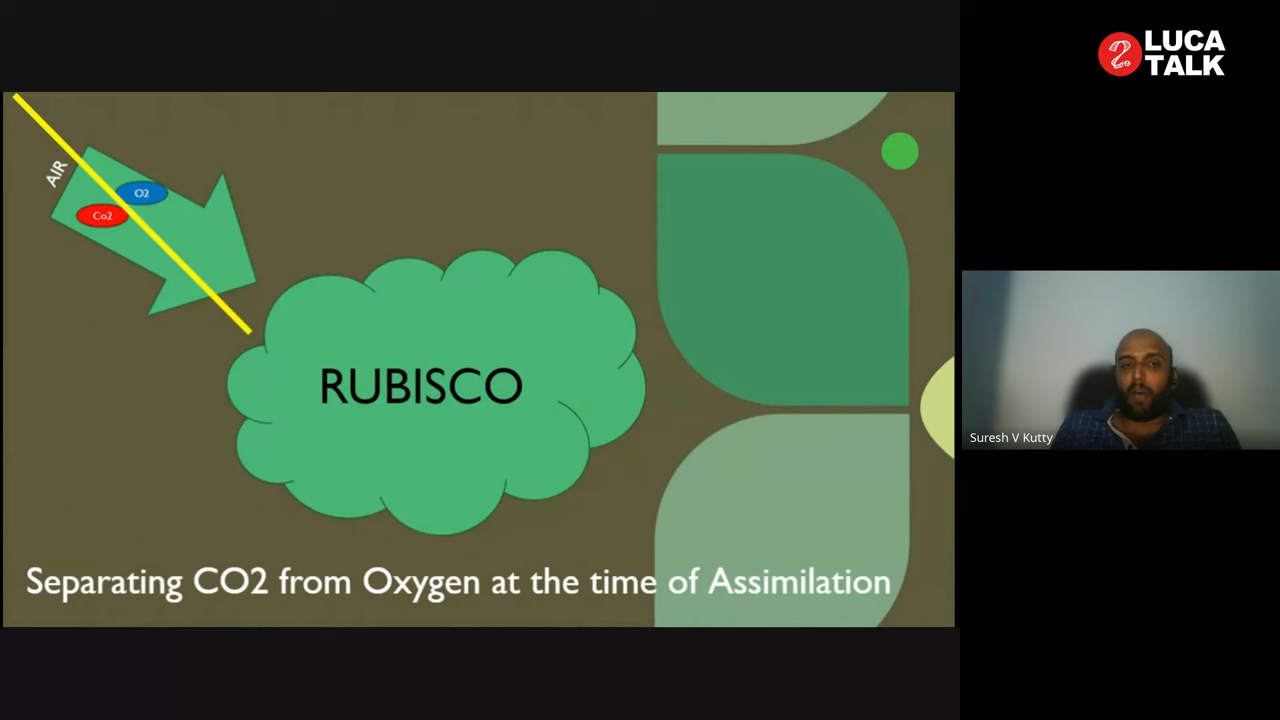 LUCA
TALK
AIR
O2
Co2
RUBISCO
Separating CO2 from Oxygen at the time of Assimilation
Suresh V Kutty